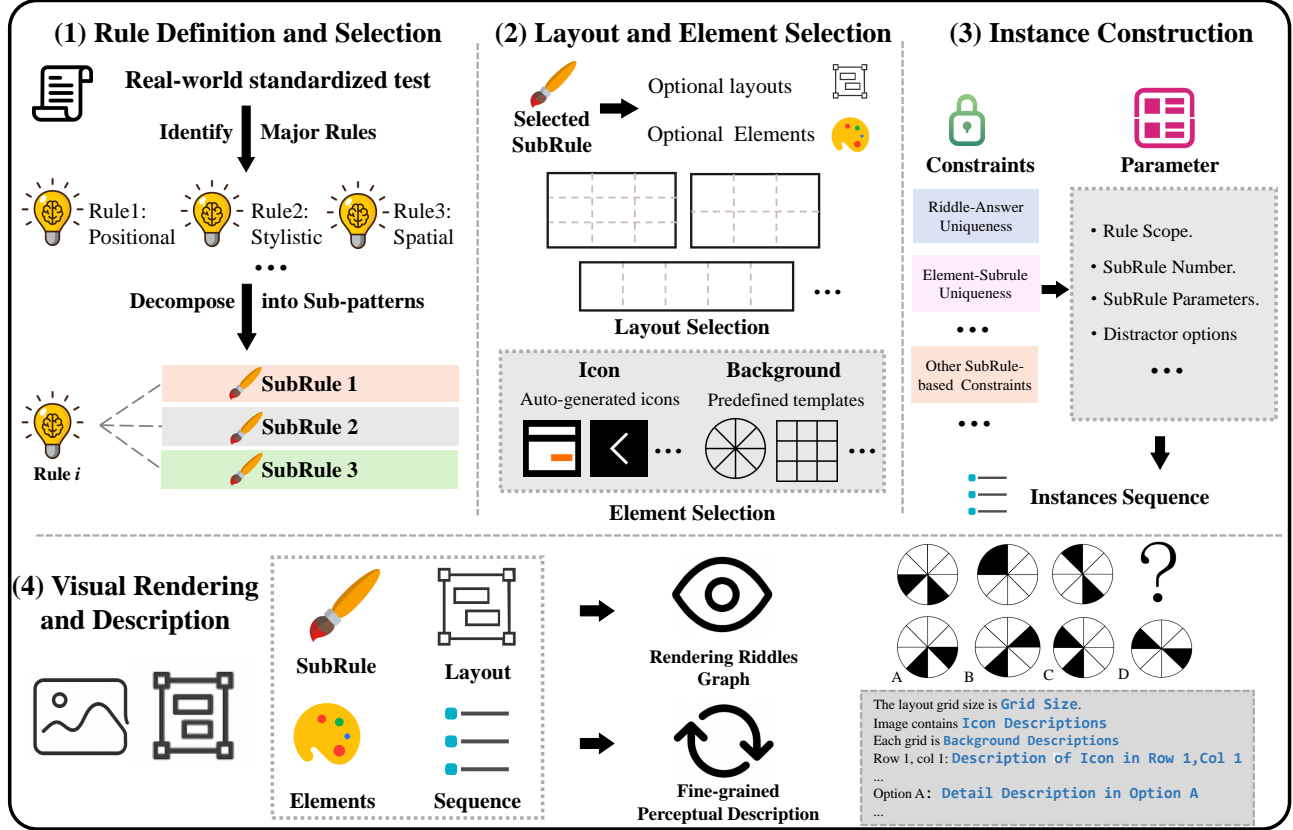 (1) Rule Definition and Selection
Real-world standardized test
Identify Major Rules
Rule1:
Positional
Rule2:
Stylistic
Rule3:
Spatial
...
Decompose into Sub-patterns
SubRule 1
SubRule 2
SubRule 3
Rule i
(2) Layout and Element Selection
Selected
SubRule
Optional layouts
Optional Elements
...
Layout Selection
Icon
Auto-generated icons
...
Background
Predefined templates
...
Element Selection
(3) Instance Construction
Constraints
Riddle-Answer
Uniqueness
Element-Subrule
Uniqueness
...
Other SubRule-
based Constraints
...
Parameter
• Rule Scope.
• SubRule Number.
• SubRule Parameters.
• Distractor options
...
Instances Sequence
(4) Visual Rendering
and Description
SubRule
Layout
Elements
Sequence
Rendering Riddles
Graph
Fine-grained
Perceptual Description
?
A B C D
The layout grid size is Grid Size.
Image contains Icon Descriptions
Each grid is Background Descriptions
Row 1, col 1: Description of Icon in Row 1,Col 1
...
Option A: Detail Description in Option A
...